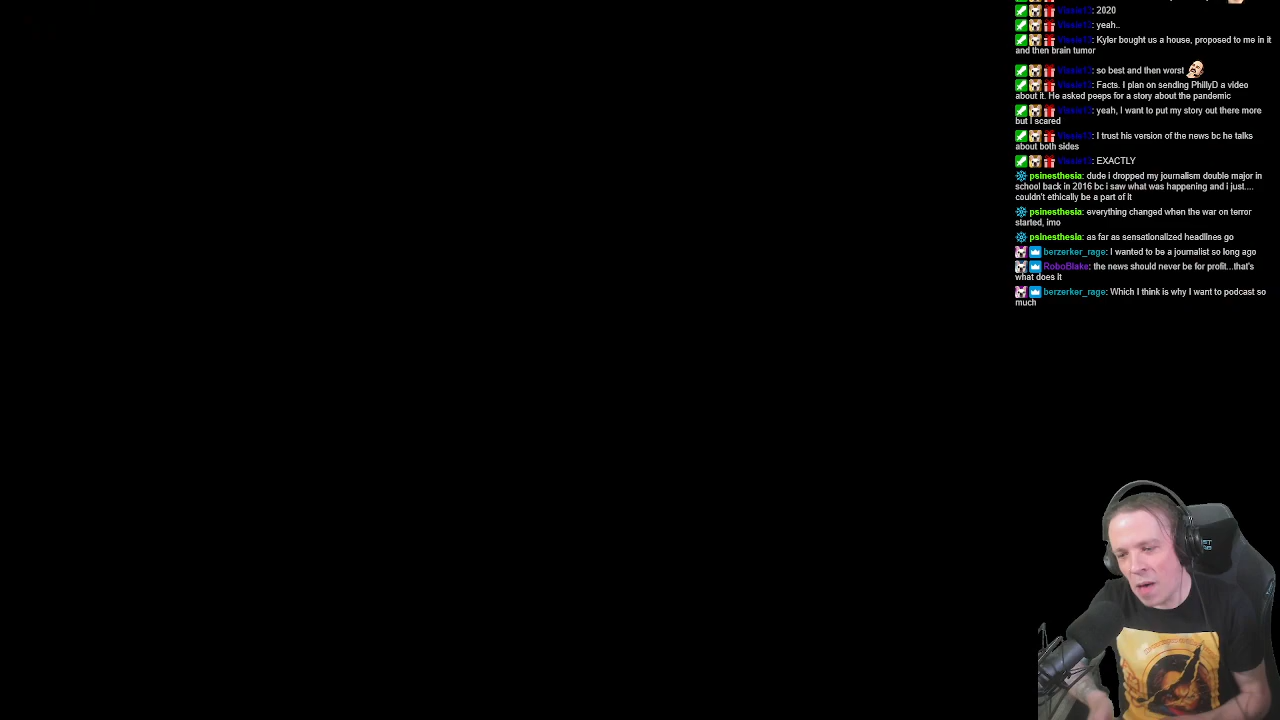 : 2020
: yeah..
: Kyler bought us a house, proposed to me in it
and then brain tumor
: so best and then worst
: Facts. I plan on sending PhillyD a video
about it. He asked peeps for a story about the pandemic
: yeah, I want to put my story out there more
but I scared
: I trust his version of the news bc he talks
about both sides
: EXACTLY
psinesthesia: dude i dropped my journalism double major in
school back in 2016 bc i saw what was happening and i just....
couldn't ethically be a part of it
psinesthesia: everything changed when the war on terror
started, imo
psinesthesia: as far as sensationalized headlines go
berzerker_rage: I wanted to be a journalist so long ago
RoboBlake: the news should never be for profit...that's
what does it
berzerker_rage: Which I think is why I want to podcast so
much